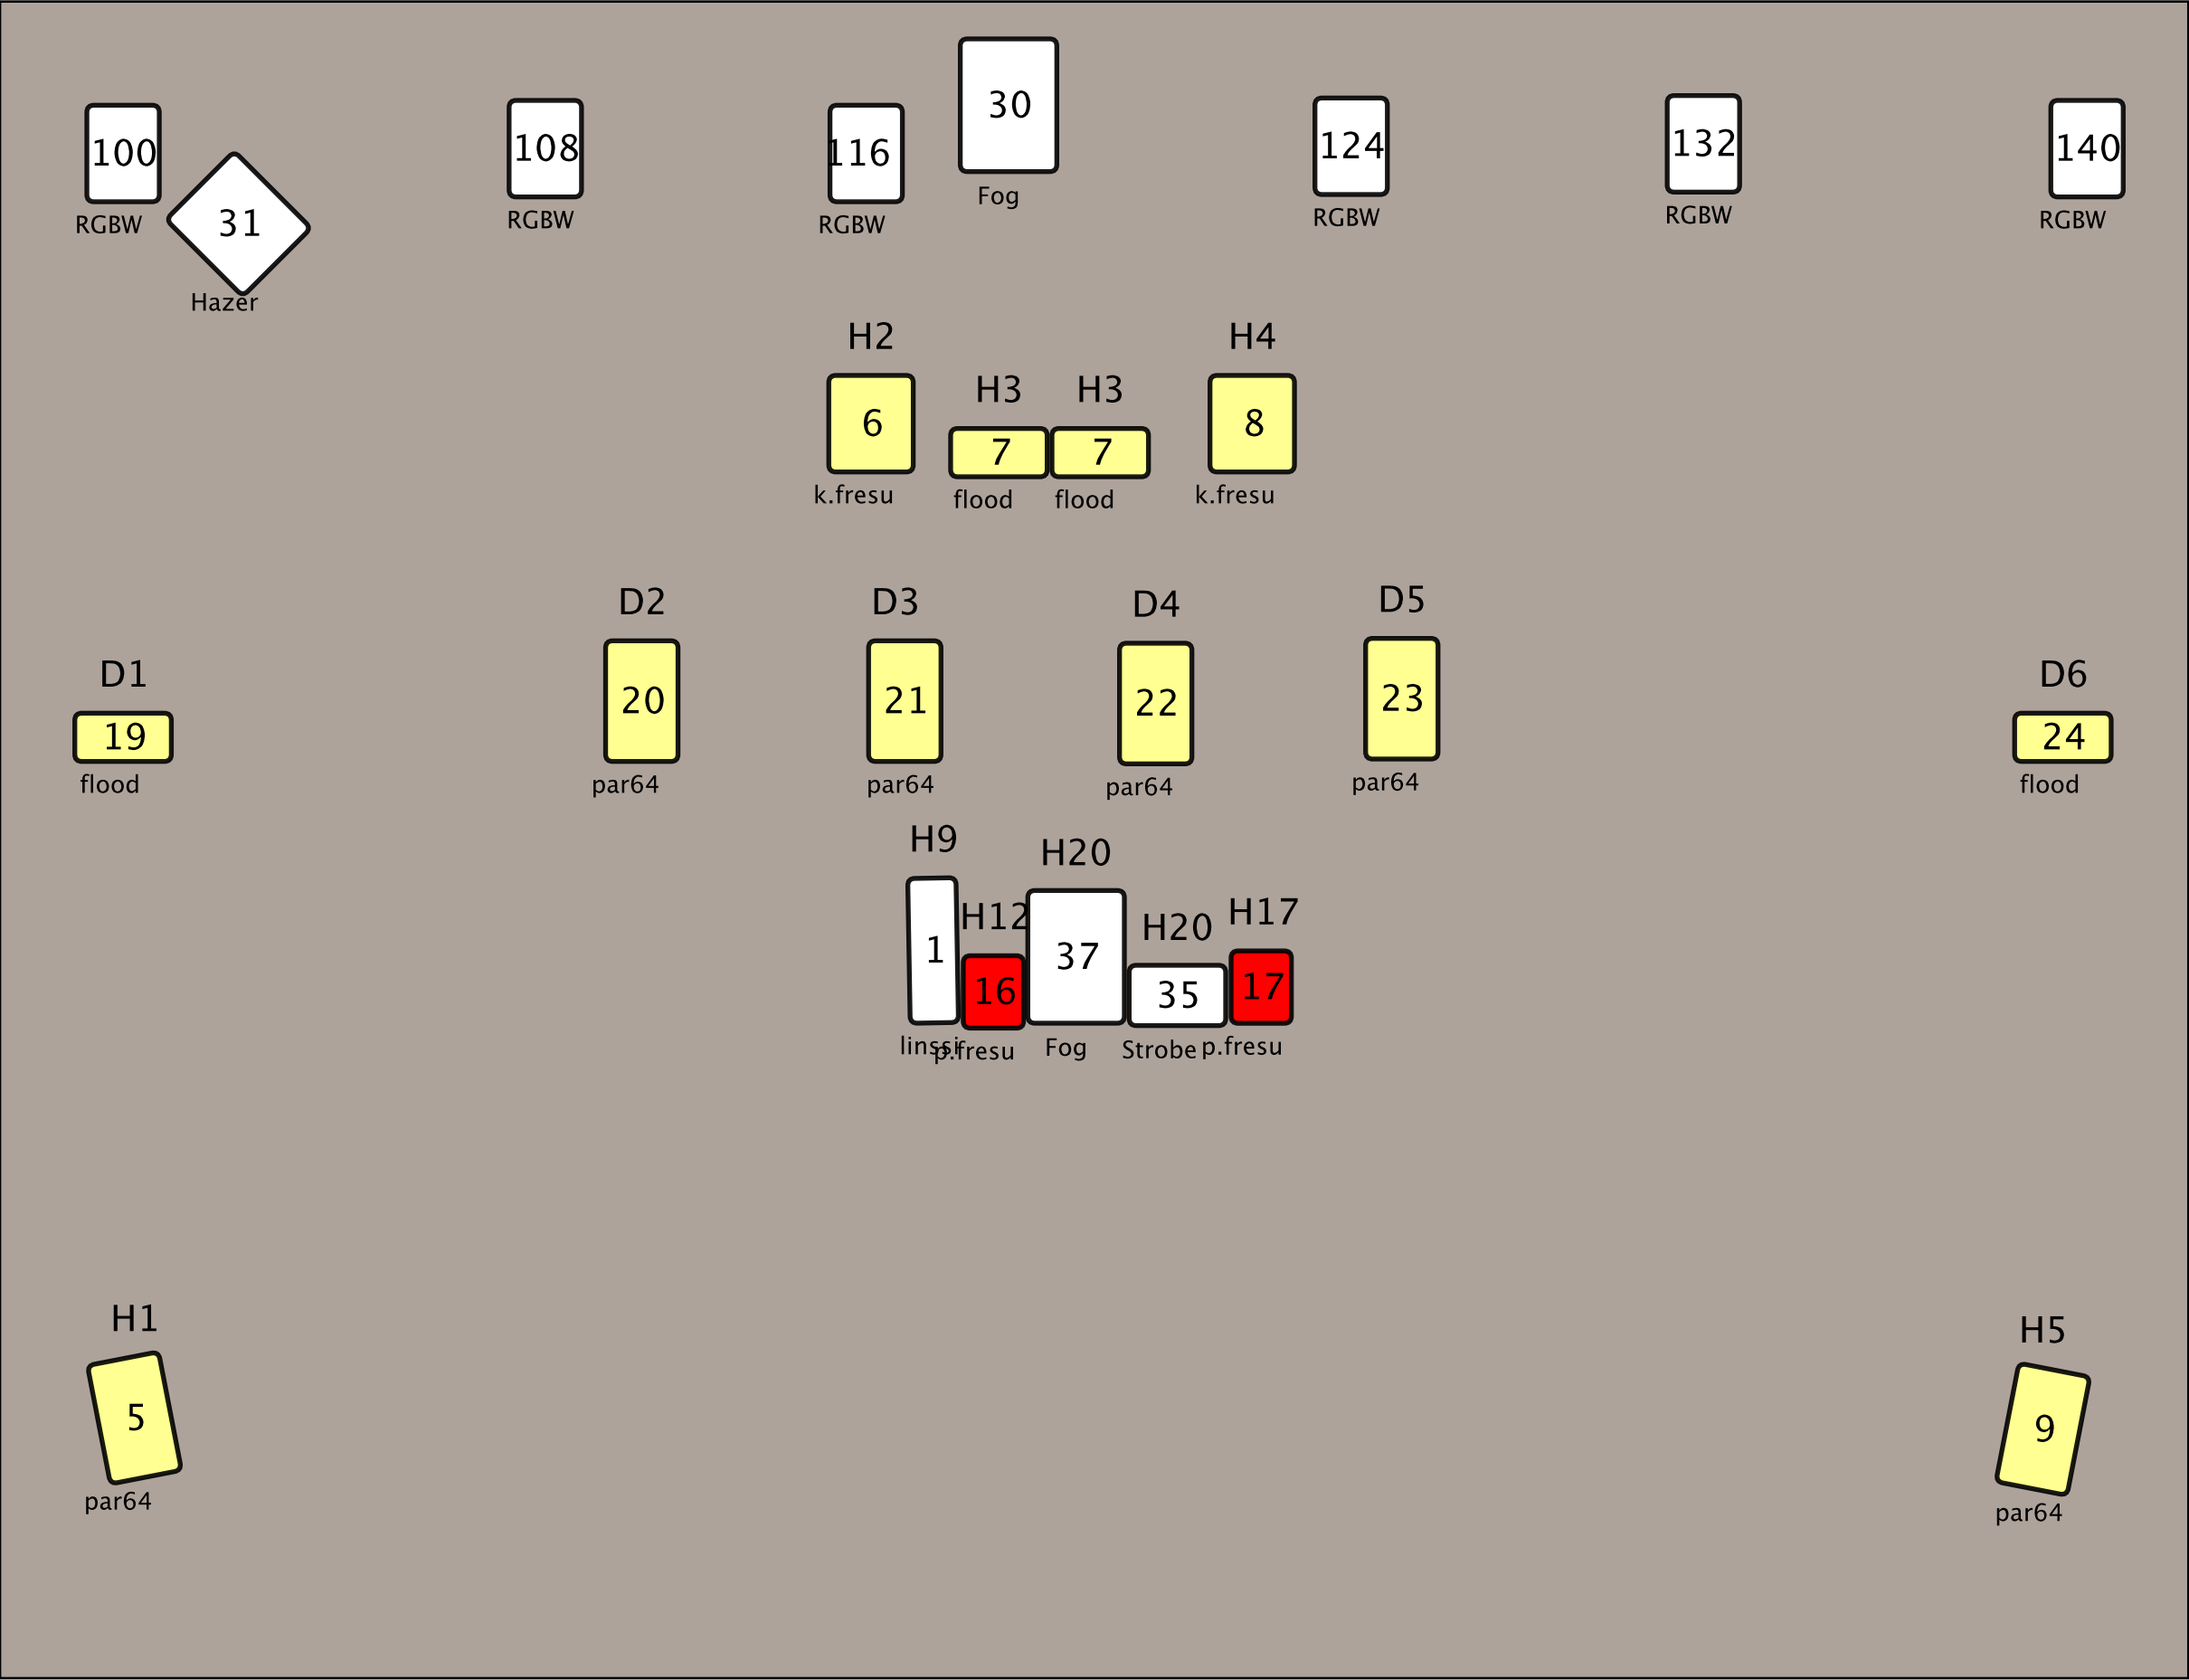 30
Fog
100
RGBW
108
RGBW
116
RGBW
124
RGBW
132
RGBW
140
RGBW
31
Hazer
H2
6
k.fresu
H3
7
flood
H3
7
flood
H4
8
k.fresu
D1
19
flood
D2
20
par64
D3
21
par64
D4
22
par64
D5
23
par64
D6
24
flood
H9
1
linssi
H12
16
p.fresu
H20
37
Fog
H20
35
Strobe
H17
17
p.fresu
H1
5
par64
H5
9
par64